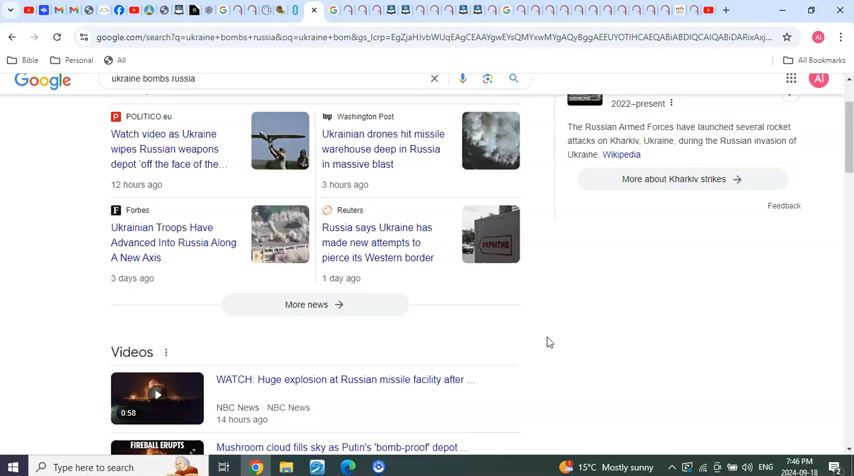 google.com/search?q=ukraine+bombs+russia&oq=ukraine+bom&gs_lcrp=EgZjaHJvbWUqEAgCEAAYgwEYsQMYxwMYgAQyBggAEEUYOTIHCAEQABiABDIQCAIQABiDARixAxj...
Bible
Personal
All
All Bookmarks
Google
ukraine bombs russia
AI
AI
POLITICO.eu
Watch video as Ukraine
wipes Russian weapons
depot 'off the face of the...
12 hours ago
wp Washington Post
Ukrainian drones hit missile
warehouse deep in Russia
in massive blast
3 hours ago
F Forbes
Ukrainian Troops Have
Advanced Into Russia Along
A New Axis
3 days ago
Reuters
Russia says Ukraine has
made new attempts to
pierce its Western border
1 day ago
УКРЫТИЕ
More news
2022–present
The Russian Armed Forces have launched several rocket
attacks on Kharkiv, Ukraine, during the Russian invasion of
Ukraine. Wikipedia
More about Kharkiv strikes
Feedback
Videos
WATCH: Huge explosion at Russian missile facility after ...
NBC News · NBC News
14 hours ago
0:58
FIREBALL ERUPTS
Mushroom cloud fills sky as Putin's 'bomb-proof' depot ...
Type here to search
15°C Mostly sunny
ENG
7:46 PM
2024-09-18
2